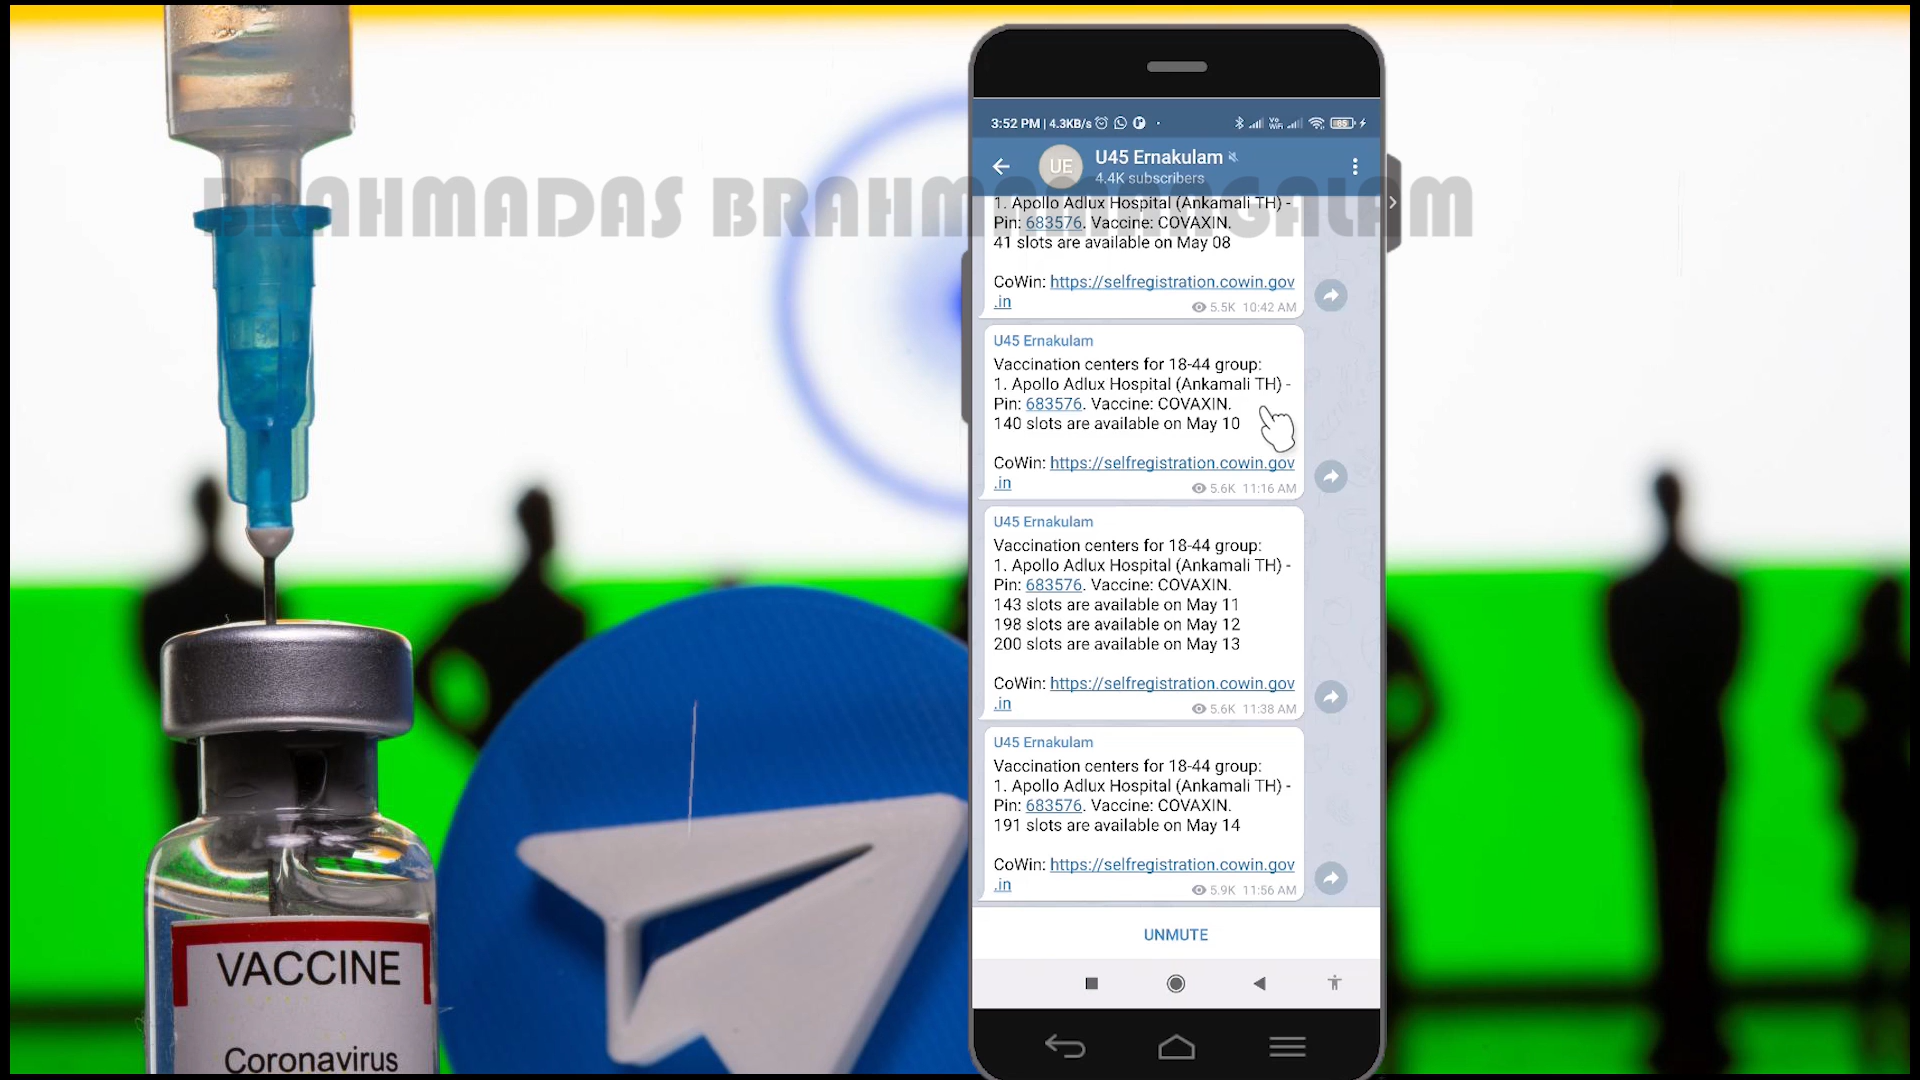 BRAHMADAS BRAHMAMANGALAM
3:52 PM | 4.3KB/s
Vo
WiFi
65
UE
U45 Ernakulam
4.4K subscribers
1. Apollo Adlux Hospital (Ankamali TH) -
Pin: 683576. Vaccine: COVAXIN.
41 slots are available on May 08
CoWin: https://selfregistration.cowin.gov
.in
5.5K 10:42 AM
U45 Ernakulam
Vaccination centers for 18-44 group:
1. Apollo Adlux Hospital (Ankamali TH) -
Pin: 683576. Vaccine: COVAXIN.
140 slots are available on May 10
CoWin: https://selfregistration.cowin.gov
.in
5.6K 11:16 AM
U45 Ernakulam
Vaccination centers for 18-44 group:
1. Apollo Adlux Hospital (Ankamali TH) -
Pin: 683576. Vaccine: COVAXIN.
143 slots are available on May 11
198 slots are available on May 12
200 slots are available on May 13
CoWin: https://selfregistration.cowin.gov
.in
5.6K 11:38 AM
U45 Ernakulam
Vaccination centers for 18-44 group:
1. Apollo Adlux Hospital (Ankamali TH) -
Pin: 683576. Vaccine: COVAXIN.
191 slots are available on May 14
CoWin: https://selfregistration.cowin.gov
.in
5.9K 11:56 AM
UNMUTE
VACCINE
Coronavirus